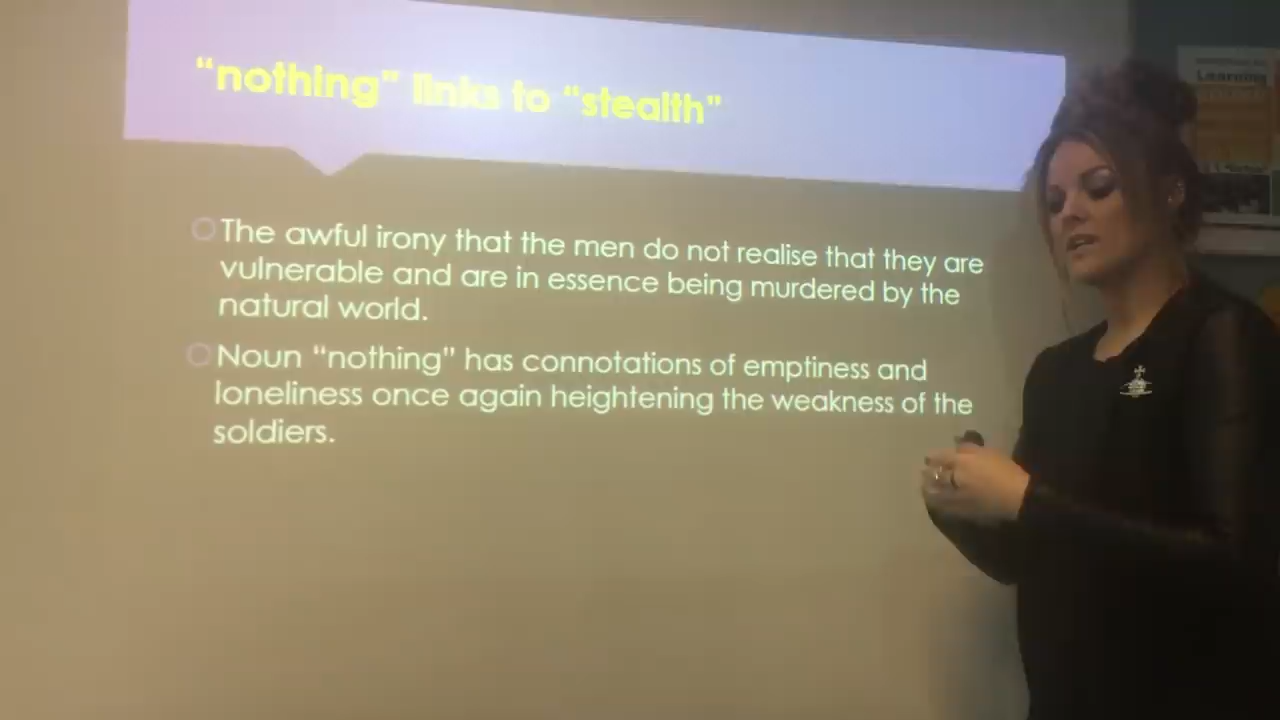 “nothing” links to “stealth”
The awful irony that the men do not realise that they are
vulnerable and are in essence being murdered by the
natural world.
Noun “nothing” has connotations of emptiness and
loneliness once again heightening the weakness of the
soldiers.
Learning